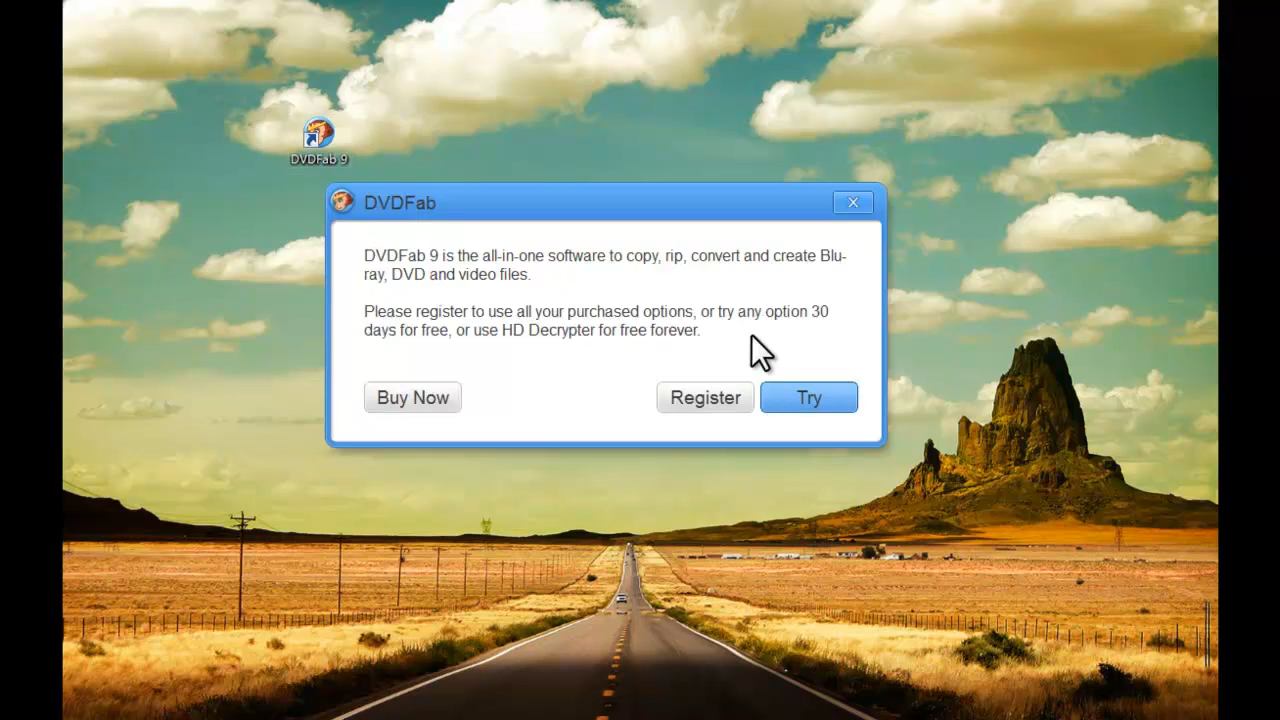 DVDFab 9
DVDFab
DVDFab 9 is the all-in-one software to copy, rip, convert and create Blu-
ray, DVD and video files.
Please register to use all your purchased options, or try any option 30
days for free, or use HD Decrypter for free forever.
Buy Now
Register
Try